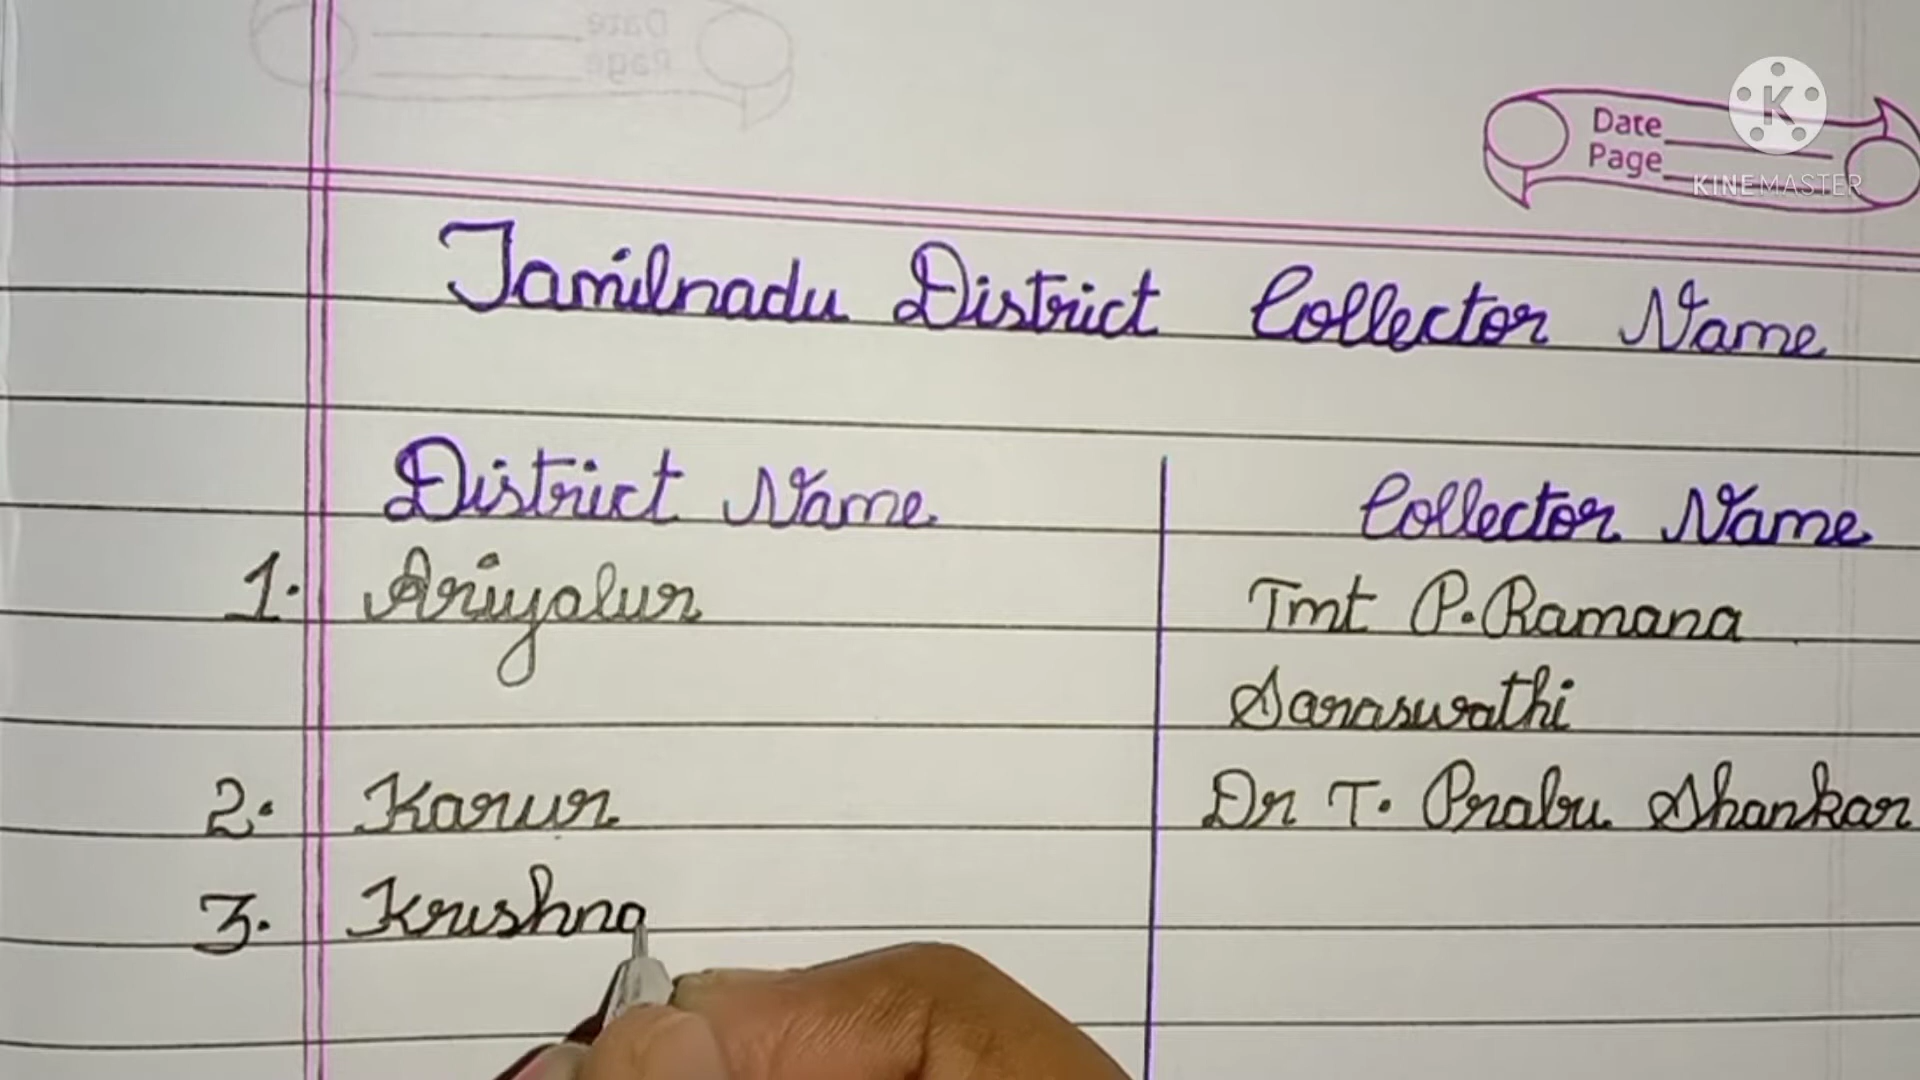 Date
Page
KINEMASTER
Tamilnadu District Collector Name
District Name Collector Name
1. Ariyalur Tmt P. Ramana
Saraswathi
2. Karur Dr T. Prabu Shankar
3. Krishna